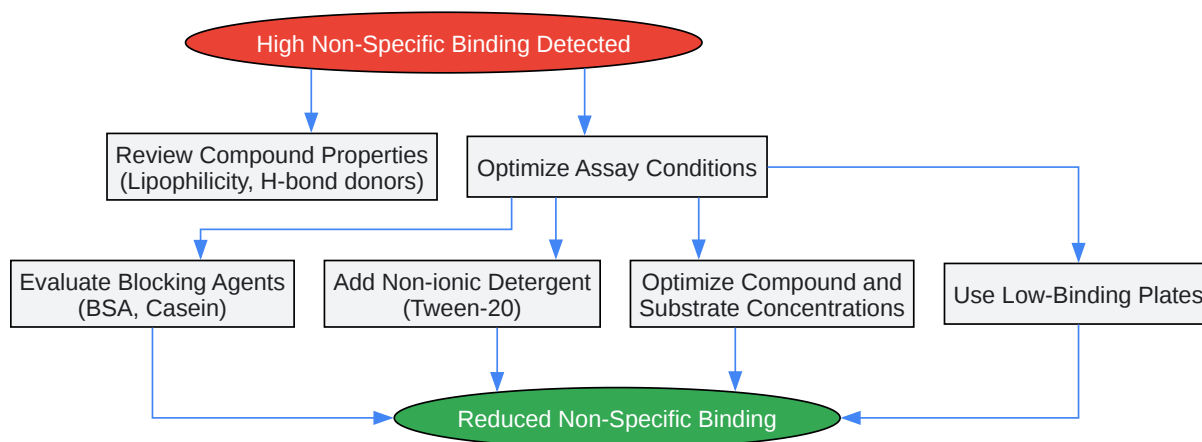 High Non-Specific Binding Detected
Review Compound Properties
(Lipophilicity, H-bond donors)
Optimize Assay Conditions
Evaluate Blocking Agents
(BSA, Casein)
Add Non-ionic Detergent
(Tween-20)
Optimize Compound and
Substrate Concentrations
Use Low-Binding Plates
Reduced Non-Specific Binding